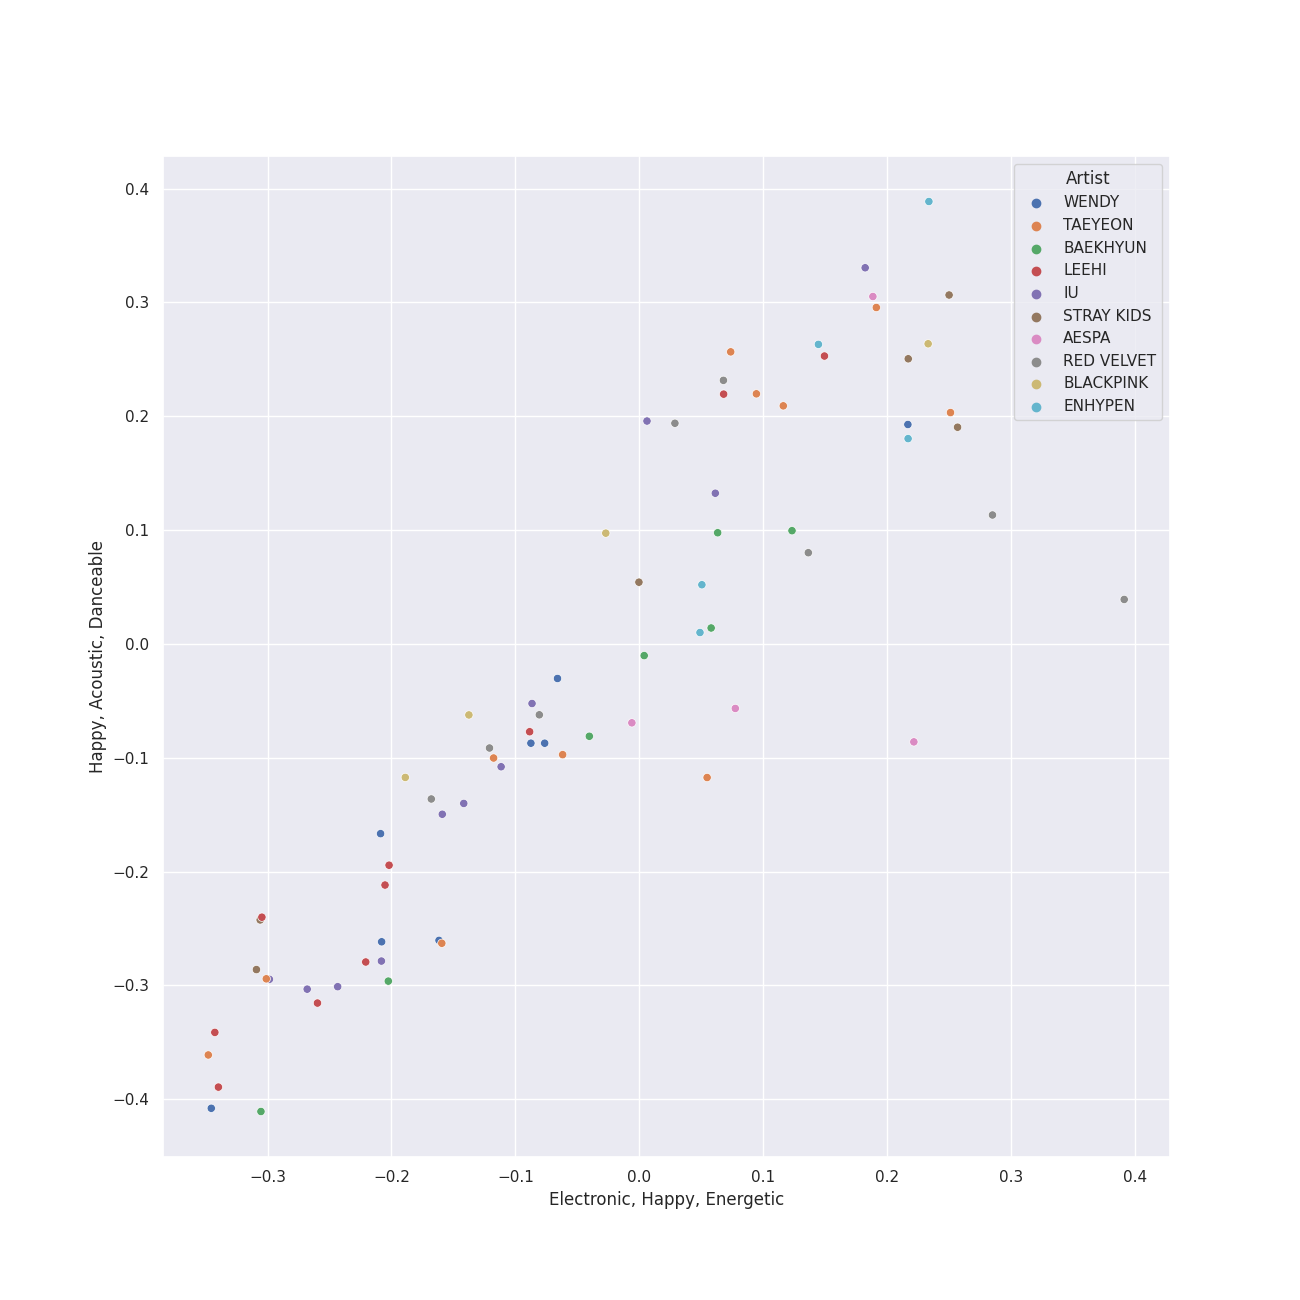 Artist
WENDY
TAEYEON
BAEKHYUN
LEEHI
IU
STRAY KIDS
AESPA
RED VELVET
BLACKPINK
ENHYPEN
0.4
0.3
0.2
0.1
0.0
−0.1
−0.2
−0.3
−0.4
Happy, Acoustic, Danceable
−0.3
−0.2
−0.1
0.0
0.1
0.2
0.3
0.4
Electronic, Happy, Energetic